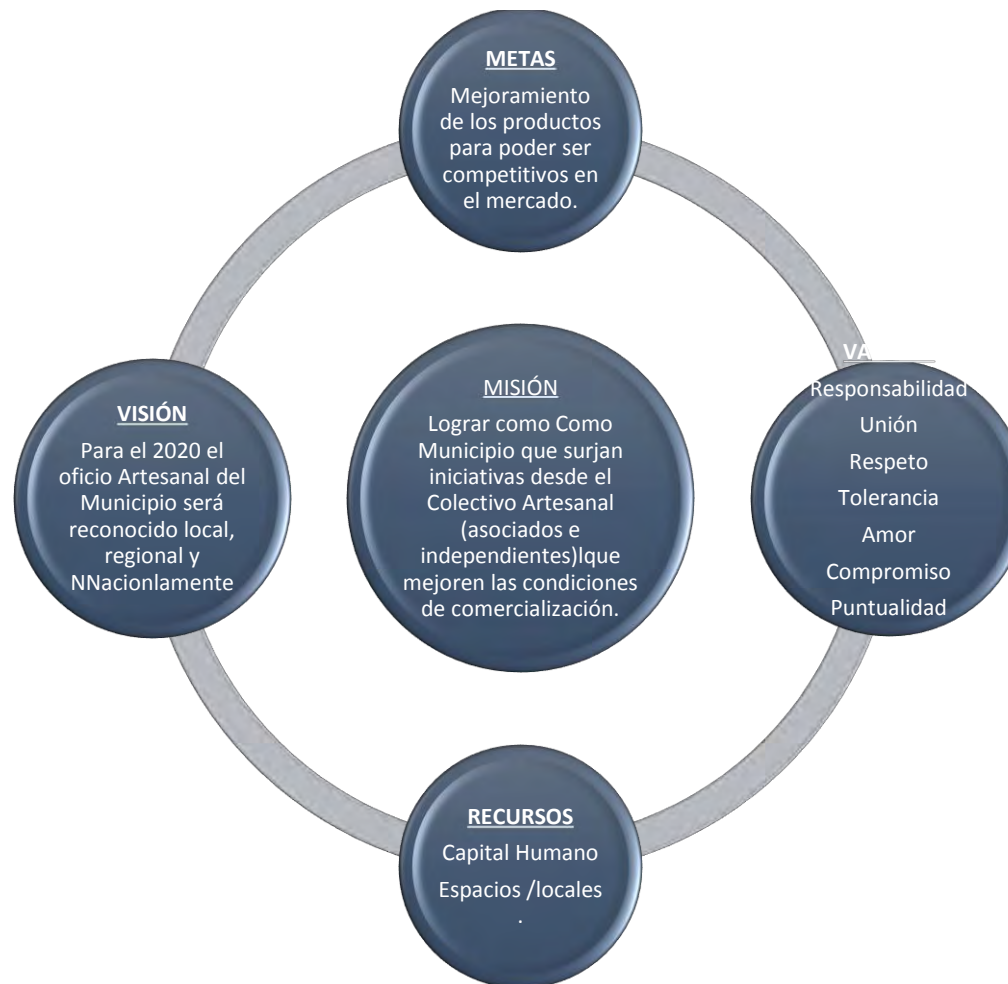 METAS
Mejoramiento
de los productos
para poder ser
competitivos en
el mercado.
VISIÓN
Para el 2020 el
oficio Artesanal del
Municipio será
reconocido local,
regional y
NNacionlamente
MISIÓN
Lograr como Como
Municipio que surjan
iniciativas desde el
Colectivo Artesanal
(asociados e
independientes)lque
mejoren las condiciones
de comercialización.
Responsabilidad
Unión
Respeto
Tolerancia
Amor
Compromiso
Puntualidad
RECURSOS
Capital Humano
Espacios /locales
.